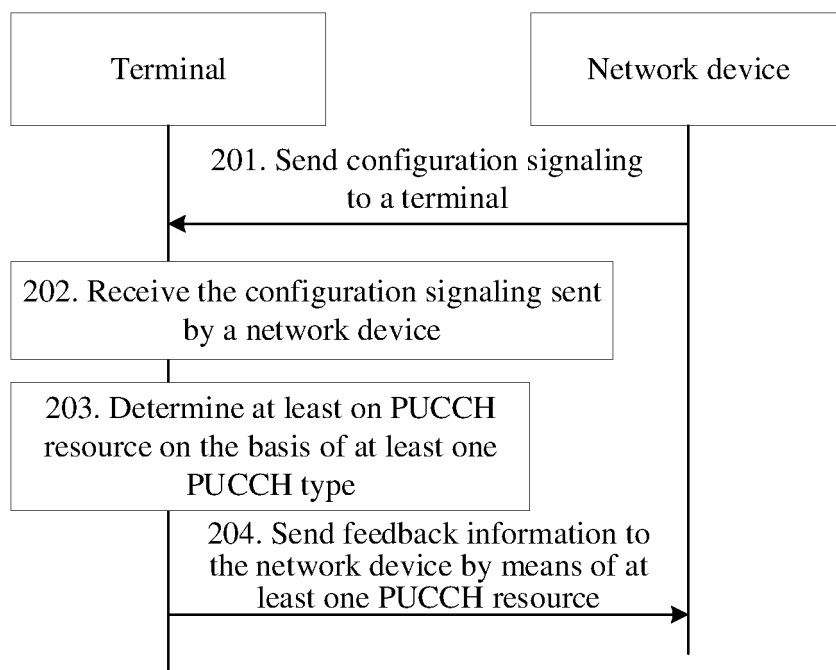 Terminal
Network device
201. Send configuration signaling
to a terminal
202. Receive the configuration signaling sent
by a network device
203. Determine at least on PUCCH
resource on the basis of at least one
PUCCH type
204. Send feedback information to
the network device by means of at
least one PUCCH resource